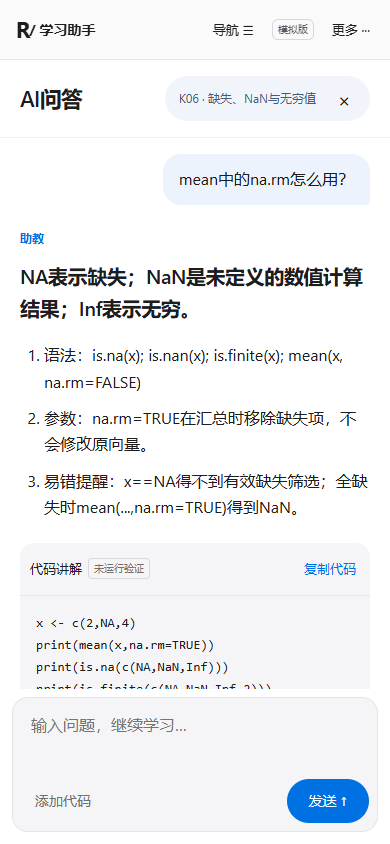 R/ 学习助手
导航 ☰
模拟版
更多 ···
AI问答
K06 · 缺失、NaN与无穷值
×
mean中的na.rm怎么用？
助教
NA表示缺失；NaN是未定义的数值计算
结果；Inf表示无穷。
1. 语法：is.na(x); is.nan(x); is.finite(x); mean(x,
na.rm=FALSE)
2. 参数：na.rm=TRUE在汇总时移除缺失项，不
会修改原向量。
3. 易错提醒：x==NA得不到有效缺失筛选；全缺
失时mean(...,na.rm=TRUE)得到NaN。
代码讲解
未运行验证
复制代码
x <- c(2,NA,4)
print(mean(x,na.rm=TRUE))
print(is.na(c(NA,NaN,Inf)))
print(is.finite(c(NA,NaN,Inf,2)))
输入问题，继续学习...
添加代码
发送 ↑